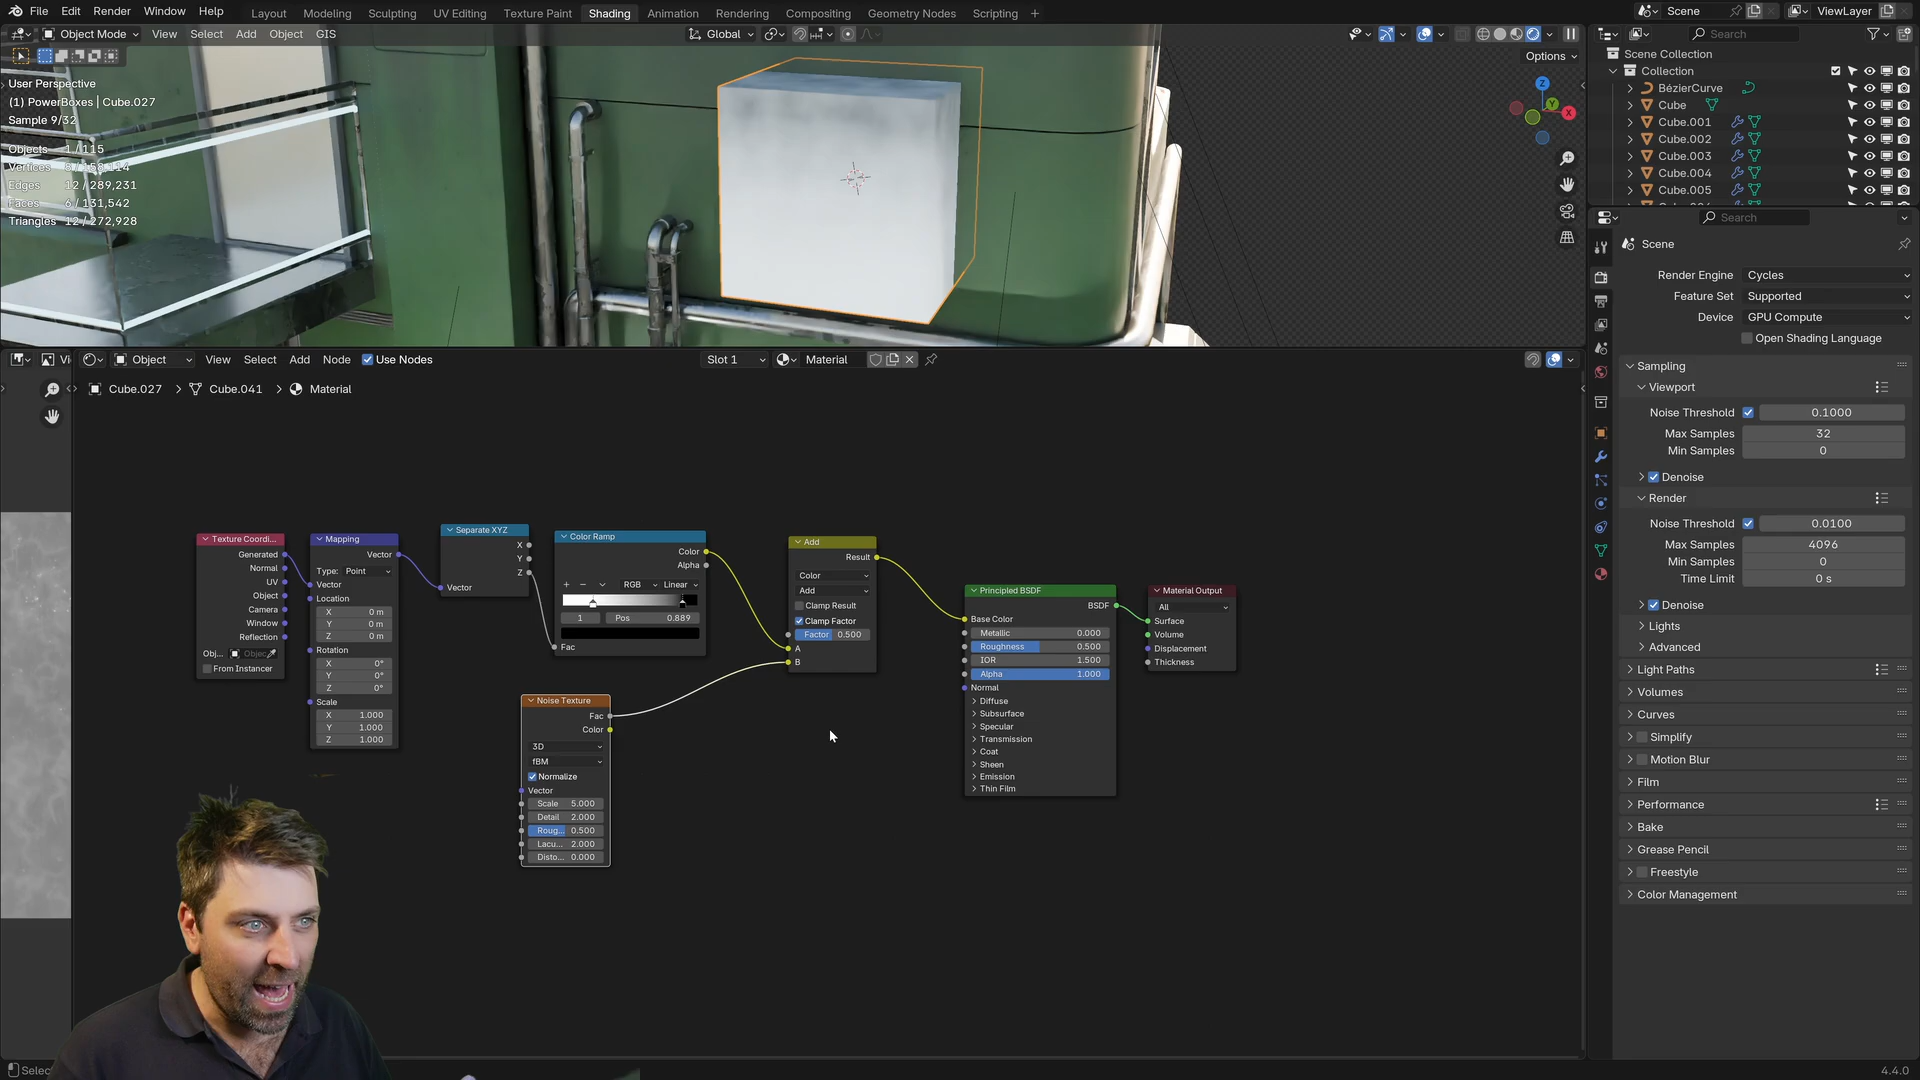 File Edit Render Window Help
Layout Modeling Sculpting UV Editing Texture Paint Shading Animation Rendering Compositing Geometry Nodes Scripting +
Scene
ViewLayer
Object Mode View Select Add Object GIS
Global
Options
User Perspective
(1) PowerBoxes | Cube.027
Sample 9/32
Objects 1 / 115
Vertices
Edges 12 / 289,231
Faces 6 / 131,542
Triangles 12 / 272,928
Z
Y
X
Search
Scene Collection
Collection
BézierCurve
Cube
Cube.001
Cube.002
Cube.003
Cube.004
Cube.005
Search
Scene
Render Engine Cycles
Feature Set Supported
Device GPU Compute
Open Shading Language
Sampling
Viewport
Noise Threshold 0.1000
Max Samples 32
Min Samples 0
Denoise
Render
Noise Threshold 0.0100
Max Samples 4096
Min Samples 0
Time Limit 0 s
Denoise
Lights
Advanced
Light Paths
Volumes
Curves
Simplify
Motion Blur
Film
Performance
Bake
Grease Pencil
Freestyle
Color Management
Vi
Object View Select Add Node Use Nodes
Slot 1
Material
Cube.027 > Cube.041 > Material
Texture Coordi...
Generated
Normal
UV
Object
Camera
Window
Reflection
Obj... Objec
From Instancer
Mapping
Vector
Type: Point
Vector
Location
X 0 m
Y 0 m
Z 0 m
Rotation
X 0°
Y 0°
Z 0°
Scale
X 1.000
Y 1.000
Z 1.000
Separate XYZ
X
Y
Z
Vector
Color Ramp
Color
Alpha
+ − RGB Linear
1 Pos 0.889
Fac
Noise Texture
Fac
Color
3D
fBM
Normalize
Vector
Scale 5.000
Detail 2.000
Roug... 0.500
Lacu... 2.000
Disto... 0.000
Add
Result
Color
Add
Clamp Result
Clamp Factor
Factor 0.500
A
B
Principled BSDF
BSDF
Base Color
Metallic 0.000
Roughness 0.500
IOR 1.500
Alpha 1.000
Normal
Diffuse
Subsurface
Specular
Transmission
Coat
Sheen
Emission
Thin Film
Material Output
All
Surface
Volume
Displacement
Thickness
Selec
4.4.0